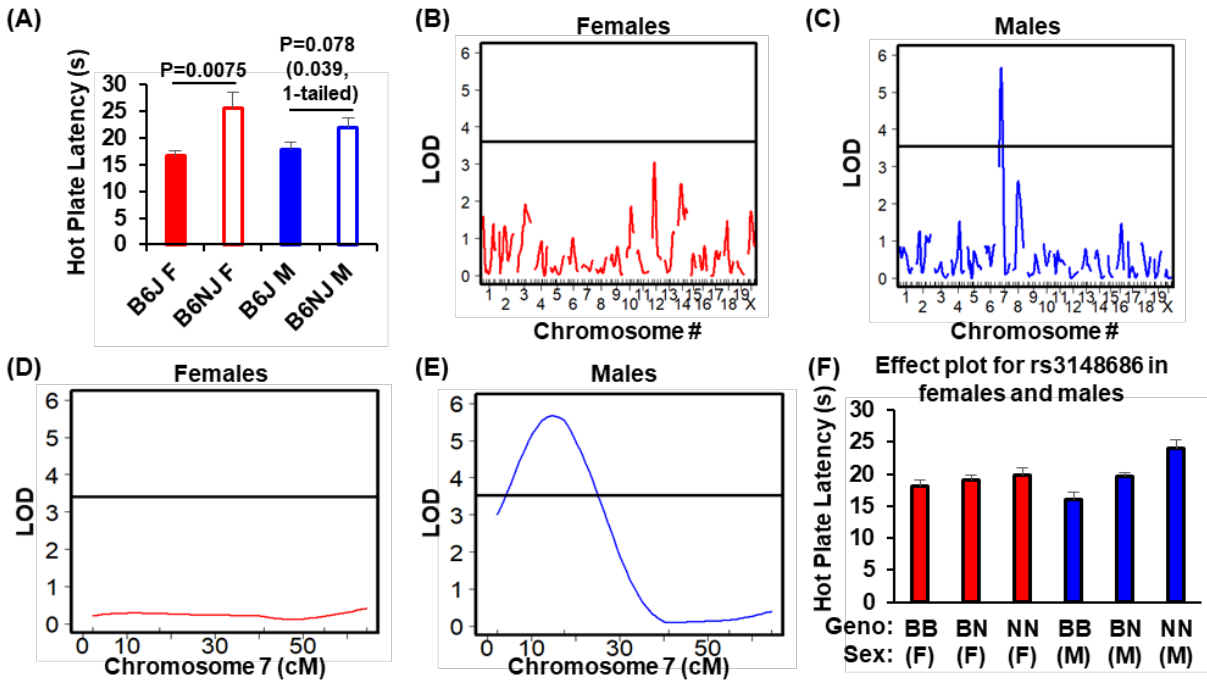 (A)
P=0.0075
P=0.078
(0.039,
1-tailed)
Hot Plate Latency (s)
30
25
20
15
10
5
0
B6J F
B6NJ F
B6J M
B6NJ M
(B)
Females
LOD
6
5
4
3
2
1
0
1 3 5 7 9 11 13 15 17 19
2 4 6 8 10 12 14 16 18 X
Chromosome #
(C)
Males
LOD
6
5
4
3
2
1
0
1 3 5 7 9 11 13 15 17 19
2 4 6 8 10 12 14 16 18 X
Chromosome #
(D)
Females
LOD
6
5
4
3
2
1
0
0 10 30 50
Chromosome 7 (cM)
(E)
Males
LOD
6
5
4
3
2
1
0
0 10 30 50
Chromosome 7 (cM)
(F)
Effect plot for rs3148686 in
females and males
Hot Plate Latency (s)
30
25
20
15
10
5
0
Geno: BB BN NN BB BN NN
Sex: (F) (F) (F) (M) (M) (M)